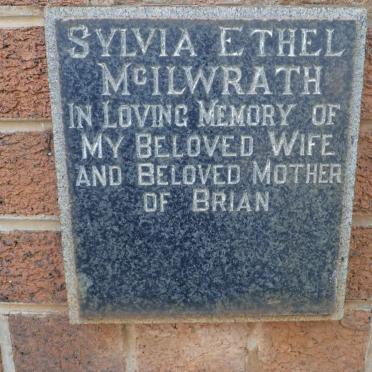 SYLVIA ETHEL
McILWRATH
IN LOVING MEMORY OF
MY BELOVED WIFE
AND BELOVED MOTHER
OF BRIAN